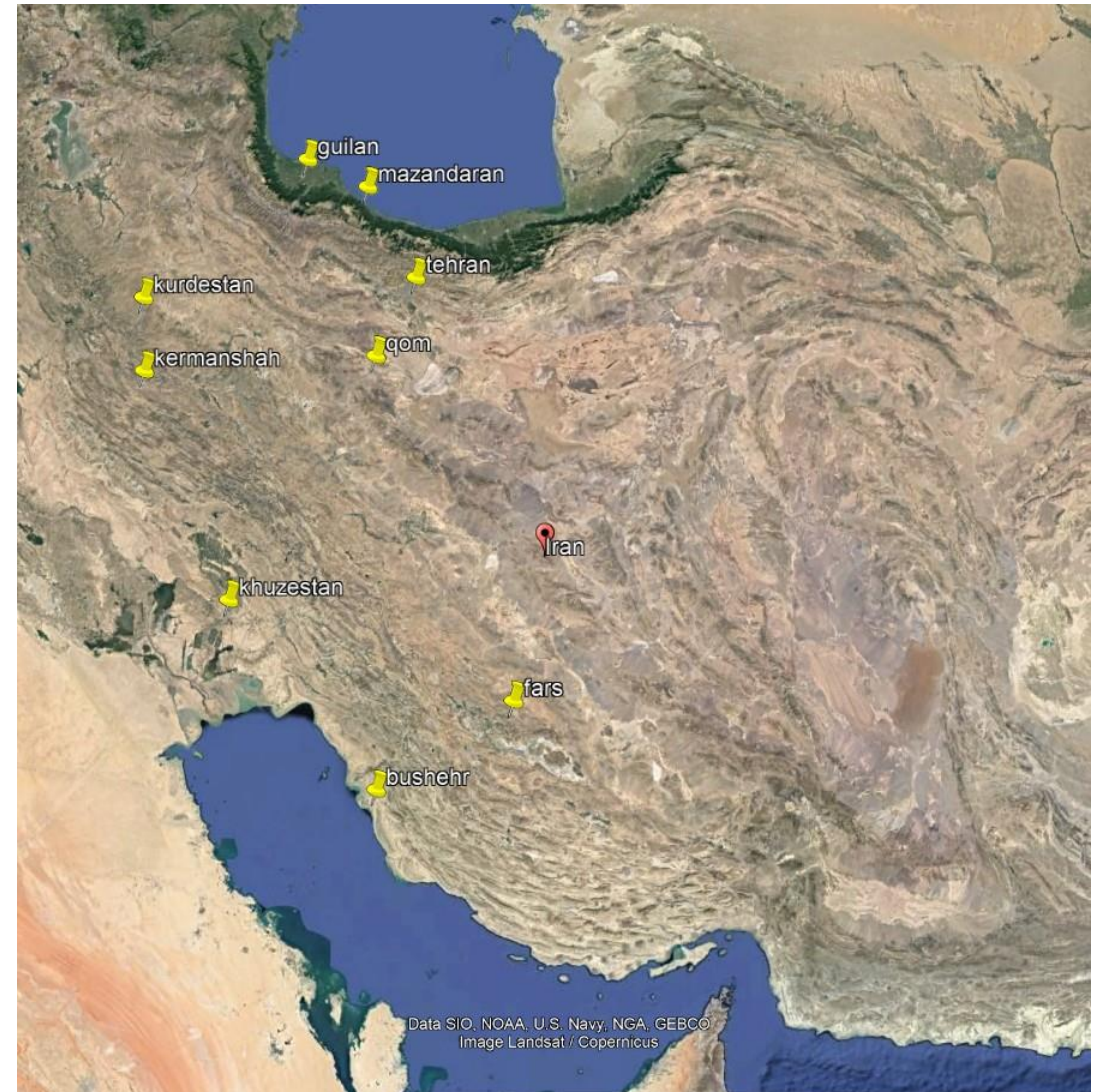 guilan
mazandaran
tehran
kurdestan
qom
kermanshah
Iran
khuzestan
fars
bushehr
Data SIO, NOAA, U.S. Navy, NGA, GEBCO
Image Landsat / Copernicus